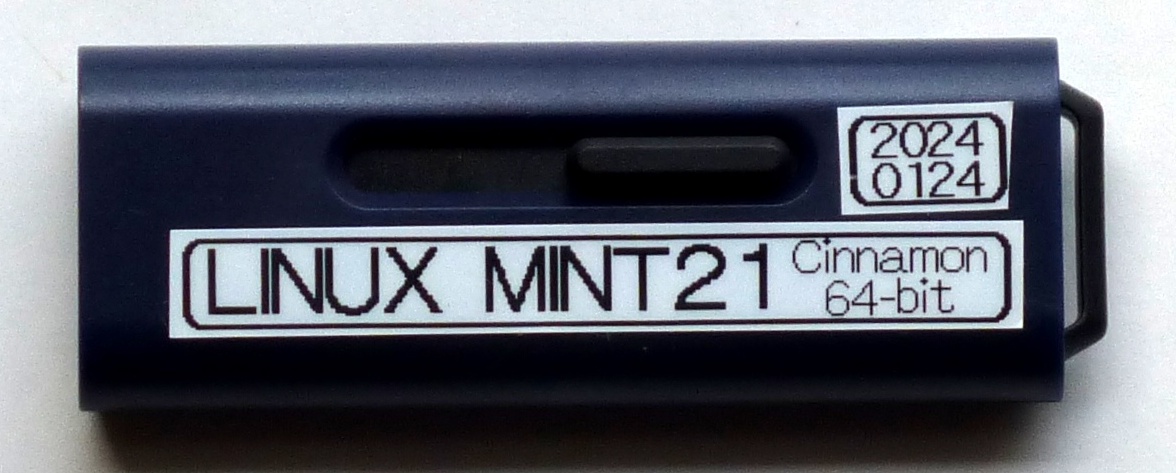 2024
0124
LINUX MINT21
Cinnamon
64-bit